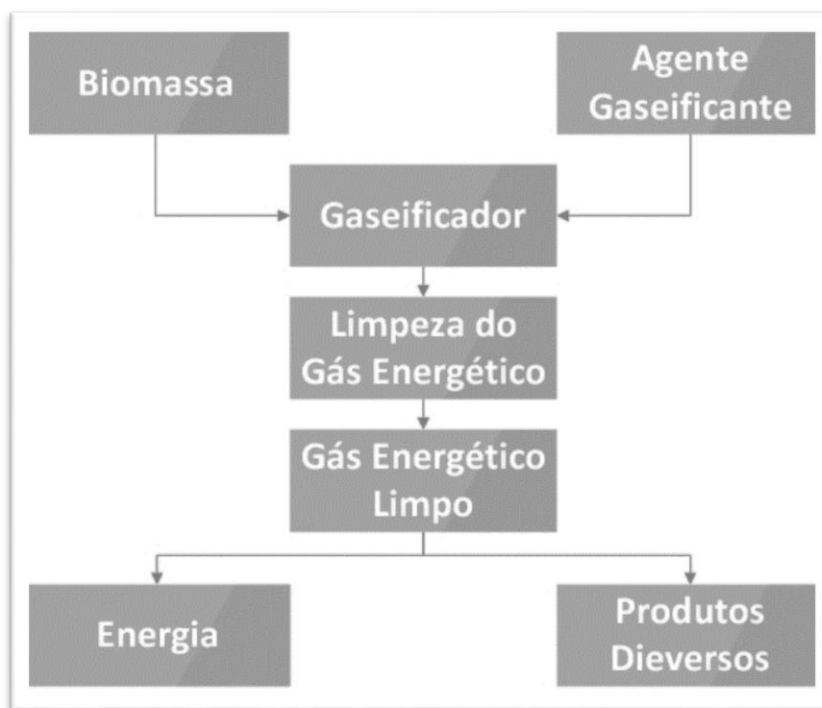 Biomassa
Agente
Gaseificante
Gaseificador
Limpeza do
Gás Energético
Gás Energético
Limpo
Energia
Produtos
Dieversos